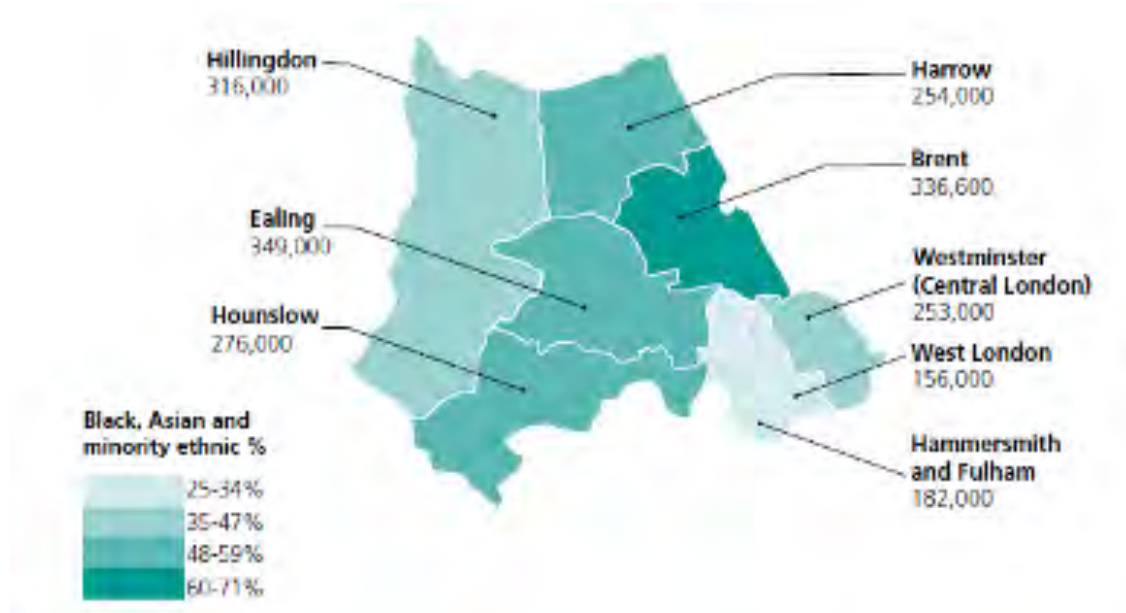 Hillingdon
316,000
Harrow
254,000
Brent
336,600
Ealing
349,000
Westminster
(Central London)
253,000
Hounslow
276,000
West London
156,000
Black, Asian and
minority ethnic %
Hammersmith
and Fulham
182,000
25-34%
35-47%
48-59%
60-71%